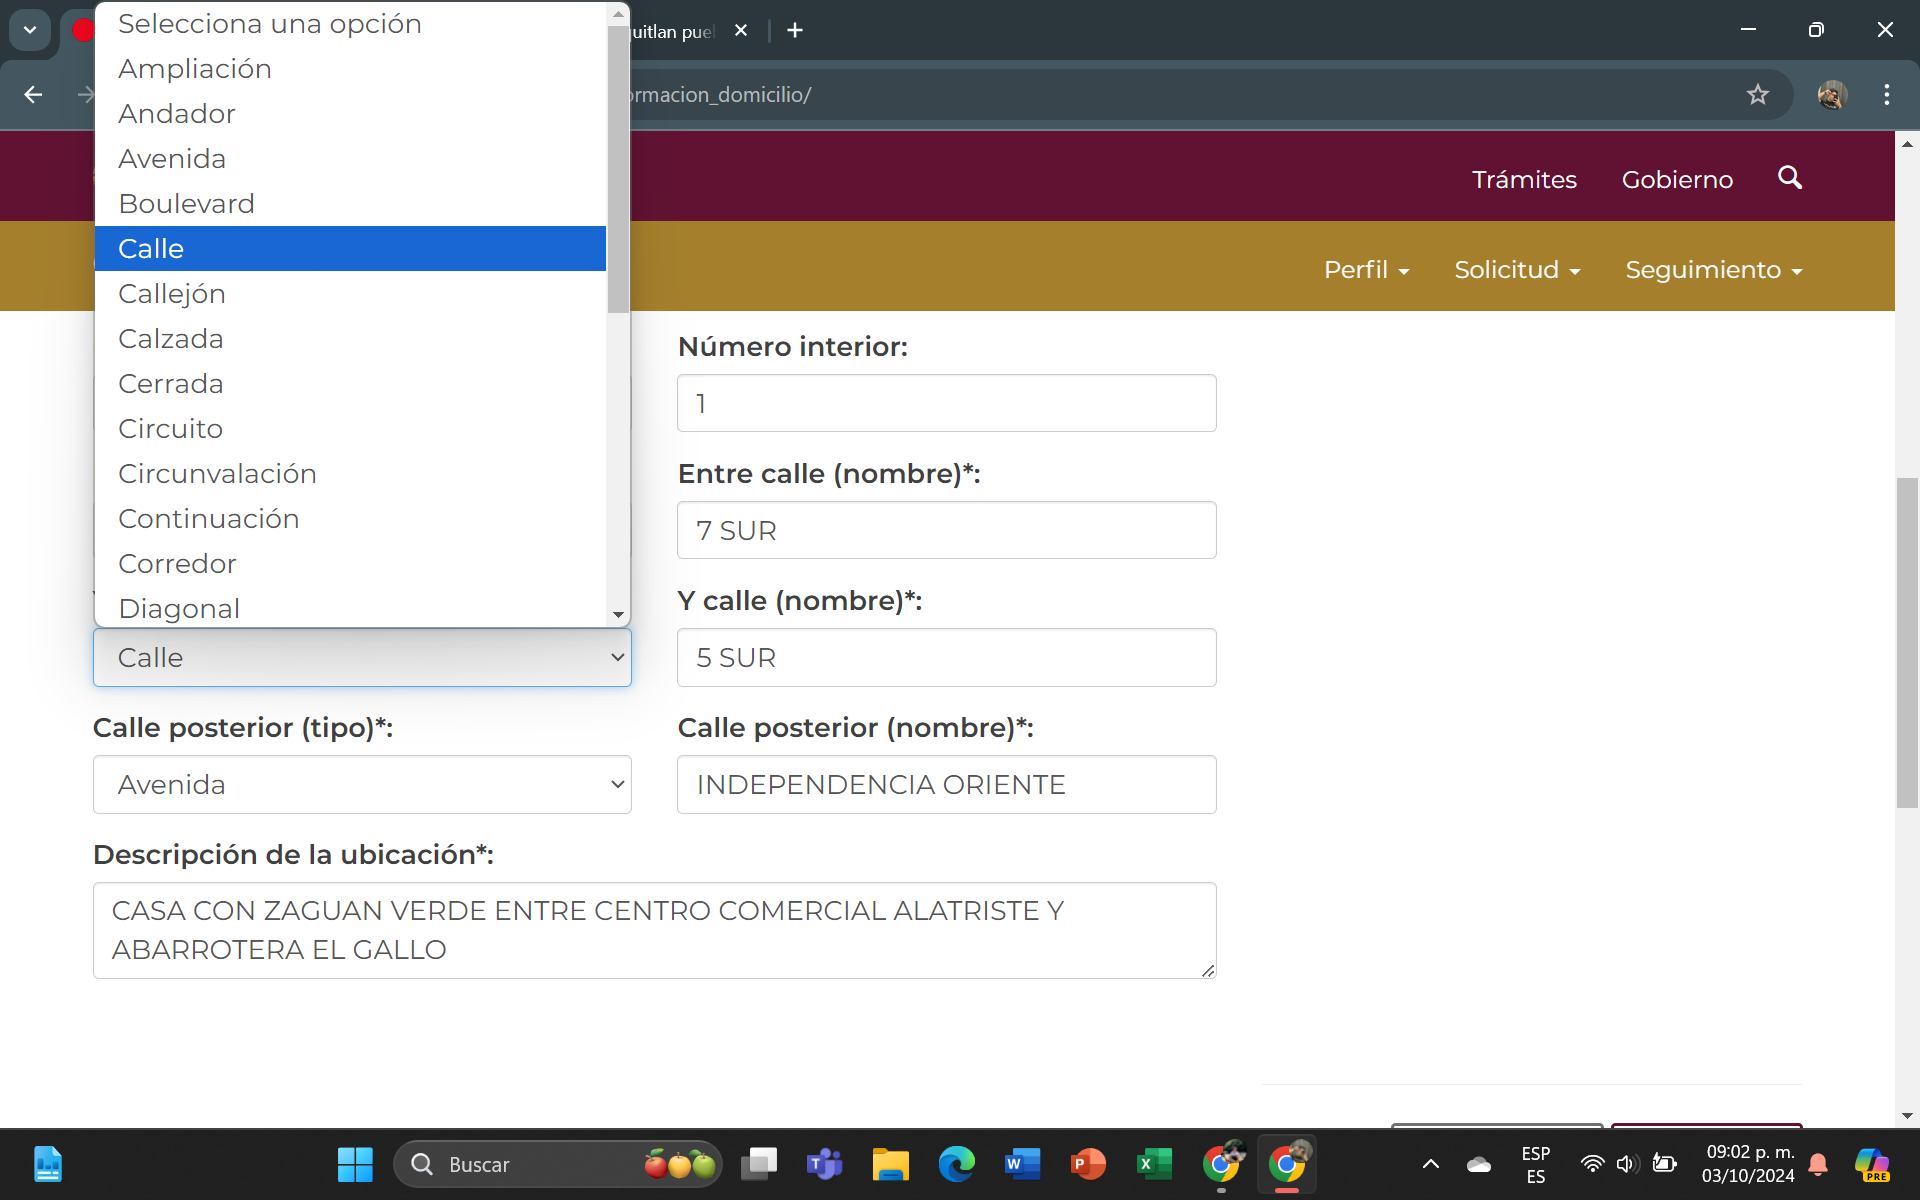 Selecciona una opción
Ampliación
Andador
Avenida
Boulevard
Calle
Callejón
Calzada
Cerrada
Circuito
Circunvalación
Continuación
Corredor
Diagonal
uitlan pue
ormacion_domicilio/
Trámites
Gobierno
Perfil
Solicitud
Seguimiento
Número interior:
1
Entre calle (nombre)*:
7 SUR
Y calle (nombre)*:
Calle
5 SUR
Calle posterior (tipo)*:
Calle posterior (nombre)*:
Avenida
INDEPENDENCIA ORIENTE
Descripción de la ubicación*:
CASA CON ZAGUAN VERDE ENTRE CENTRO COMERCIAL ALATRISTE Y
ABARROTERA EL GALLO
Buscar
ESP
ES
09:02 p. m.
03/10/2024
PRE